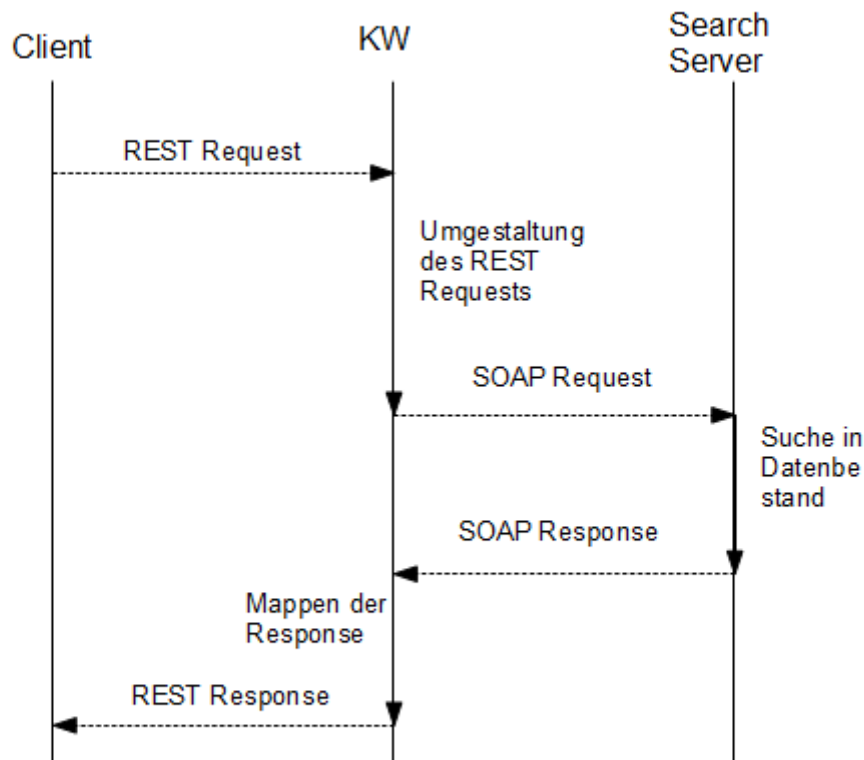 Client
KW
Search
Server
REST Request
Umgestaltung
des REST
Requests
SOAP Request
Suche in
Datenbe
stand
SOAP Response
Mappen der
Response
REST Response